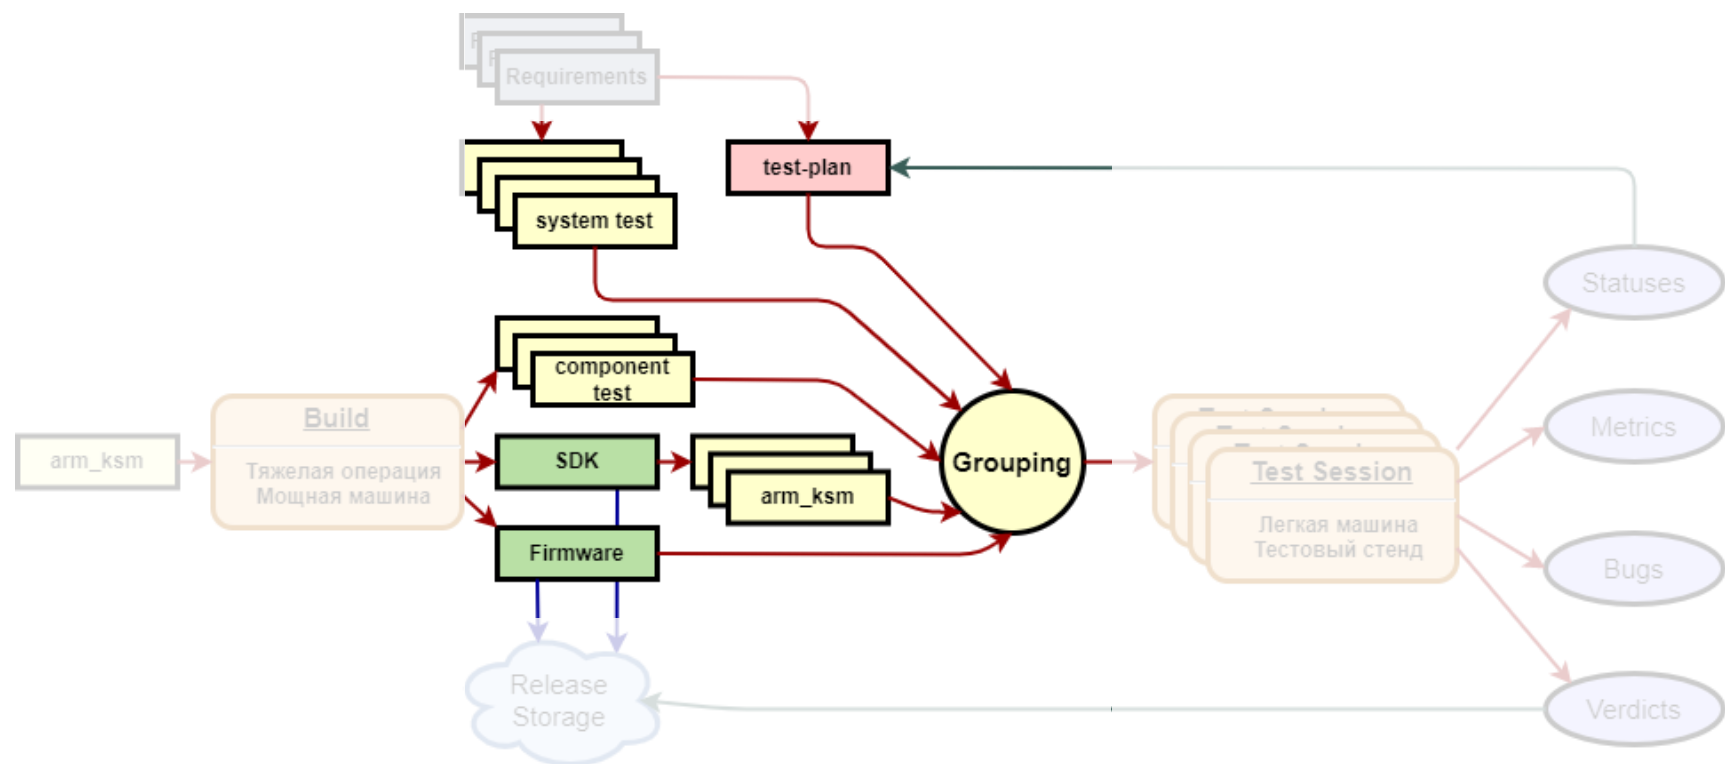 Requirements
test-plan
system test
Statuses
component
test
Build
Тяжелая операция
Мощная машина
arm_ksm
SDK
arm_ksm
Firmware
Grouping
Test Session
Легкая машина
Тестовый стенд
Metrics
Bugs
Verdicts
Release
Storage